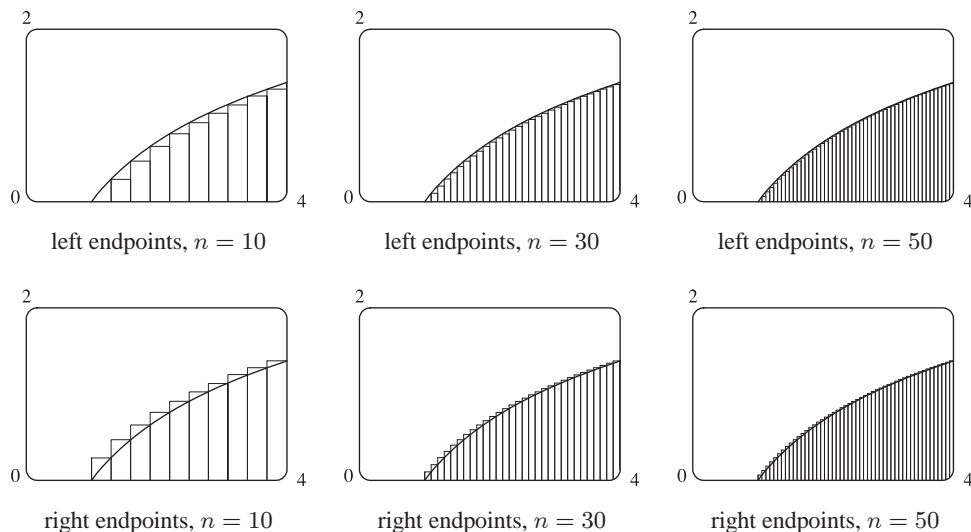 2 2 2
0 4 0 4 0 4
left endpoints, n = 10 left endpoints, n = 30 left endpoints, n = 50
2 2 2
0 4 0 4 0 4
right endpoints, n = 10 right endpoints, n = 30 right endpoints, n = 50